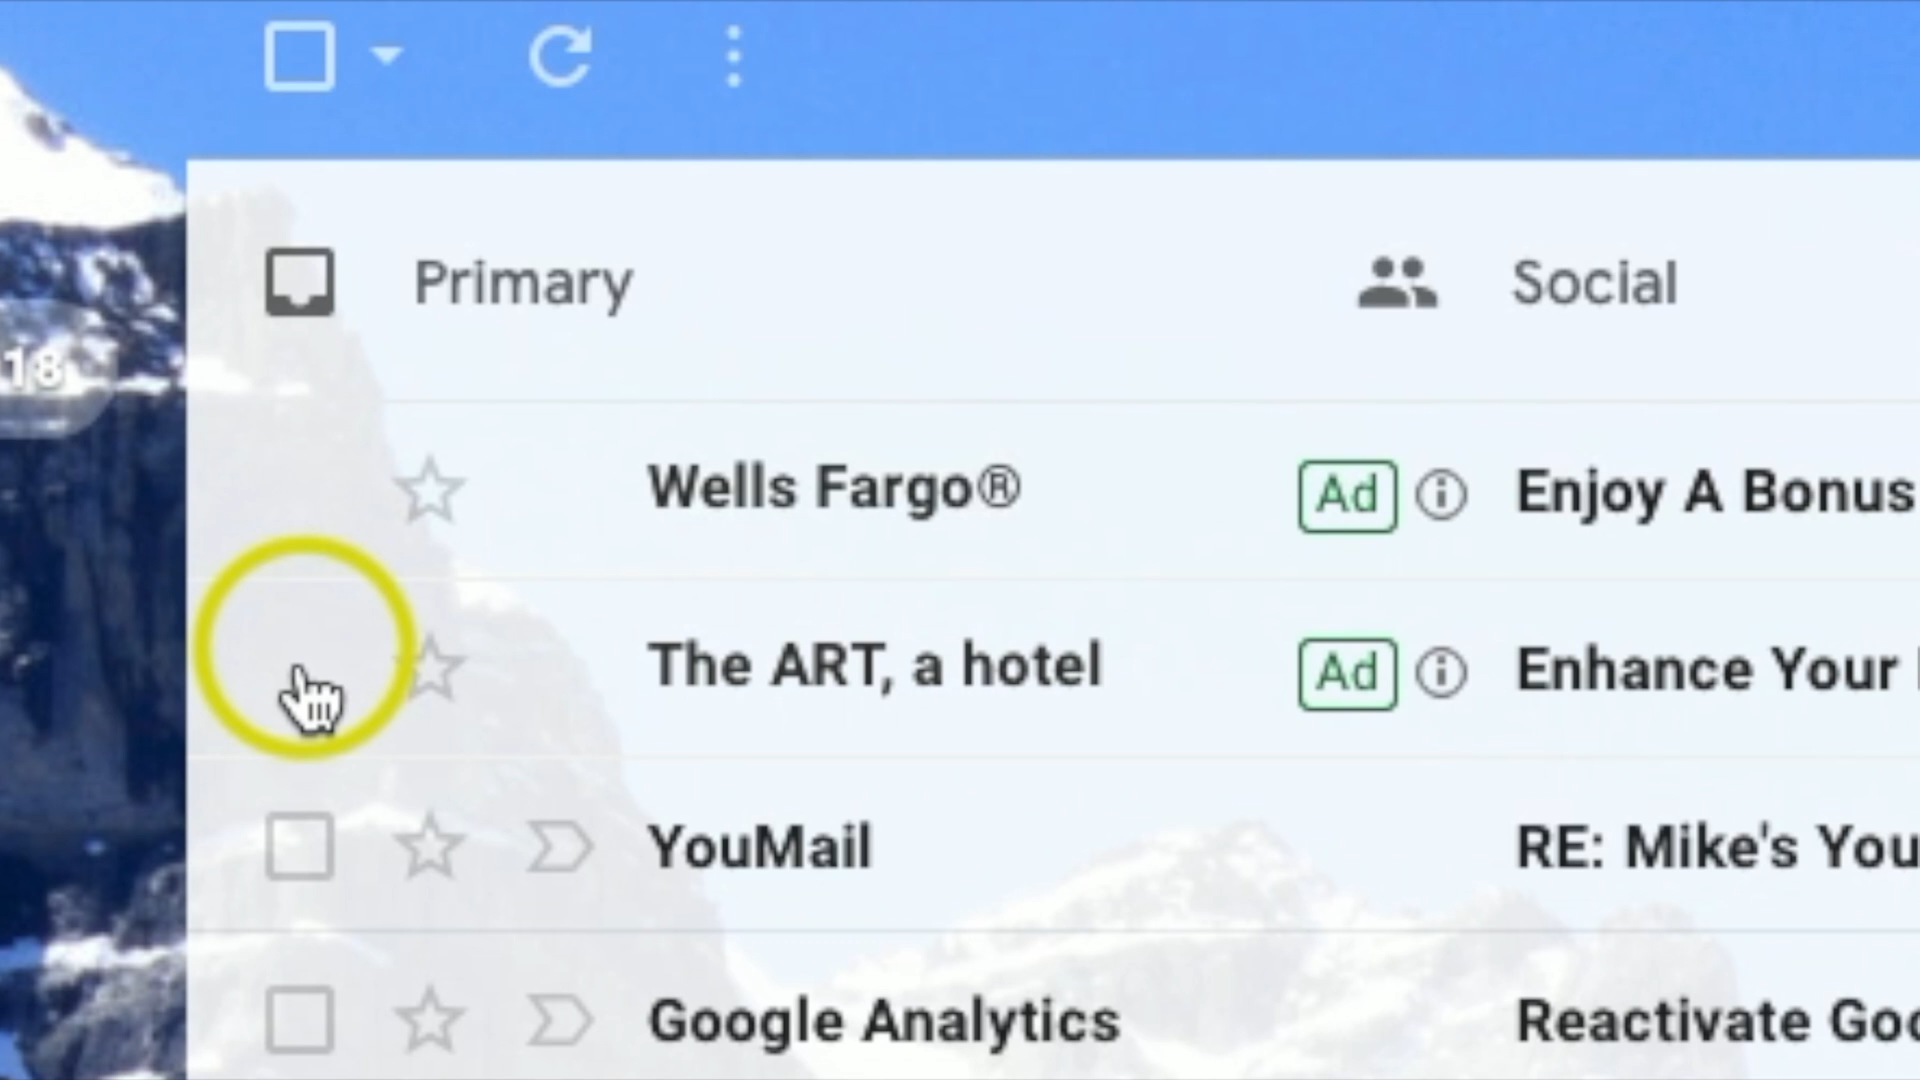 Primary
Social
18
Wells Fargo®
Ad
Enjoy A Bonus
The ART, a hotel
Ad
Enhance Your
YouMail
RE: Mike's You
Google Analytics
Reactivate Goo